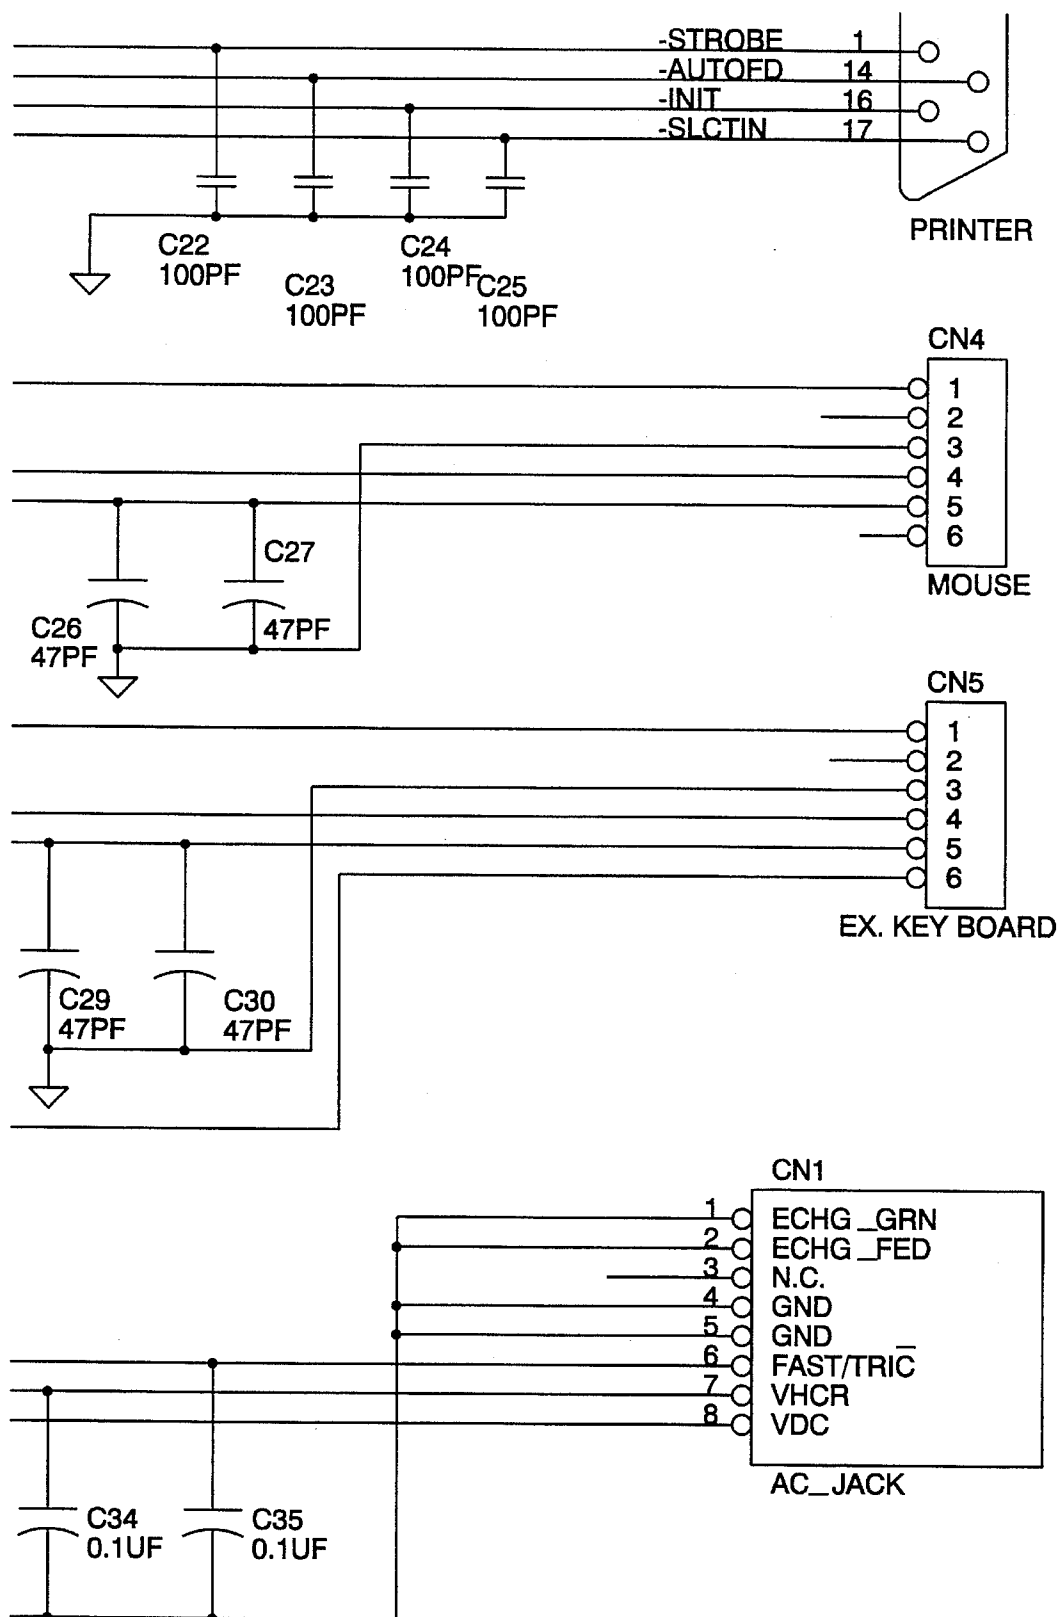 -STROBE 1
-AUTOFD 14
-INIT 16
-SLCTIN 17
PRINTER
C22
100PF
C23
100PF
C24
100PF
C25
100PF
CN4
1
2
3
4
5
6
MOUSE
C27
47PF
C26
47PF
CN5
1
2
3
4
5
6
EX. KEY BOARD
C29
47PF
C30
47PF
CN1
1 ECHG_GRN
2 ECHG_FED
3 N.C.
4 GND
5 GND
6 FAST/TRIC̅
7 VHCR
8 VDC
AC_JACK
C34
0.1UF
C35
0.1UF